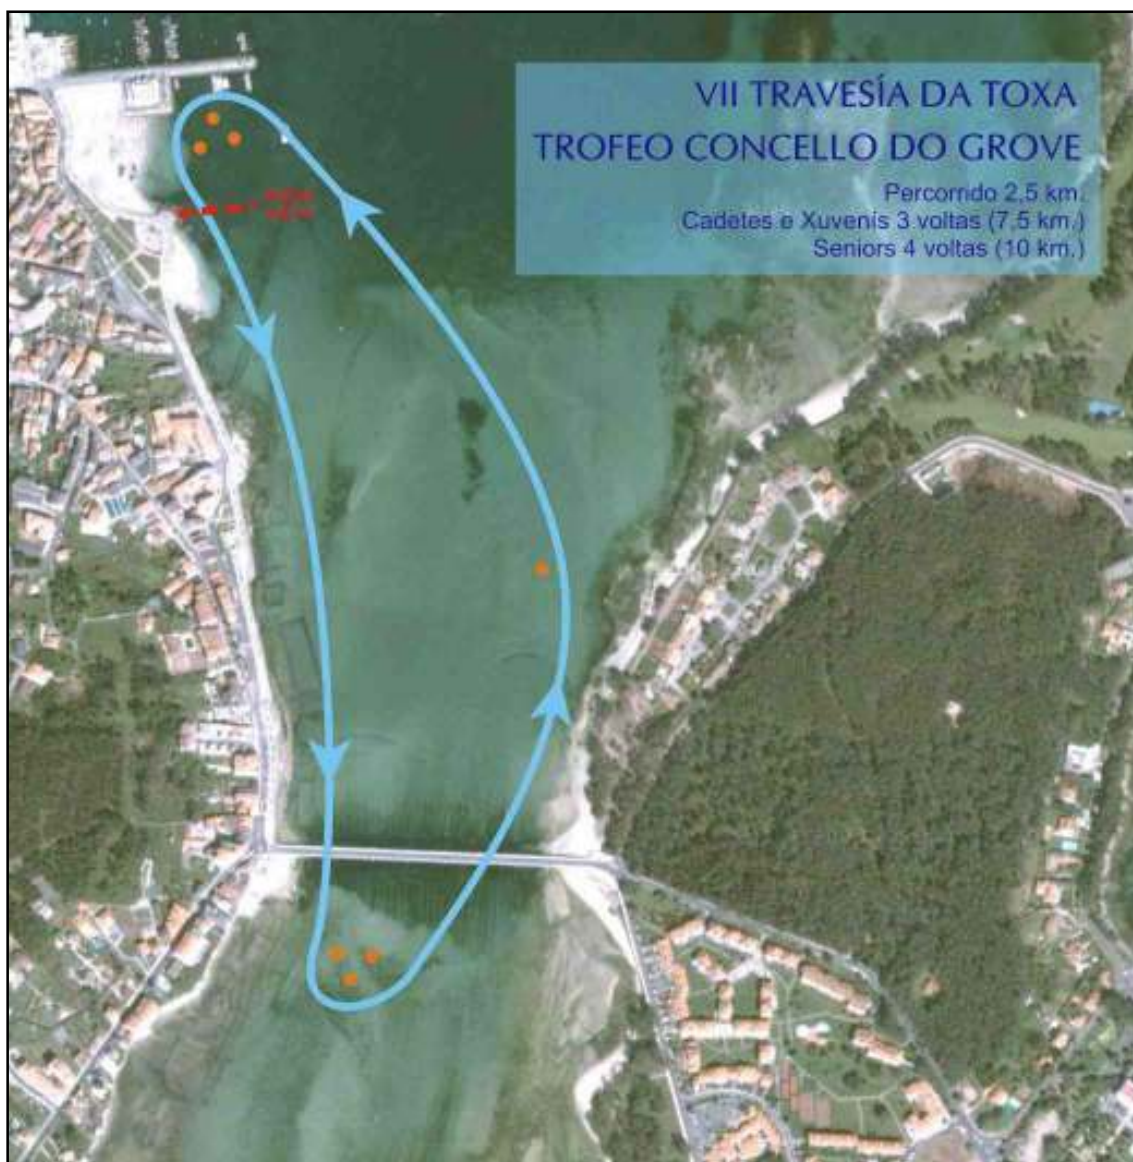 VII TRAVESÍA DA TOXA
TROFEO CONCELLO DO GROVE
Percorrido 2,5 km.
Cadetes e Xuvenís 3 voltas (7,5 km.)
Seniors 4 voltas (10 km.)